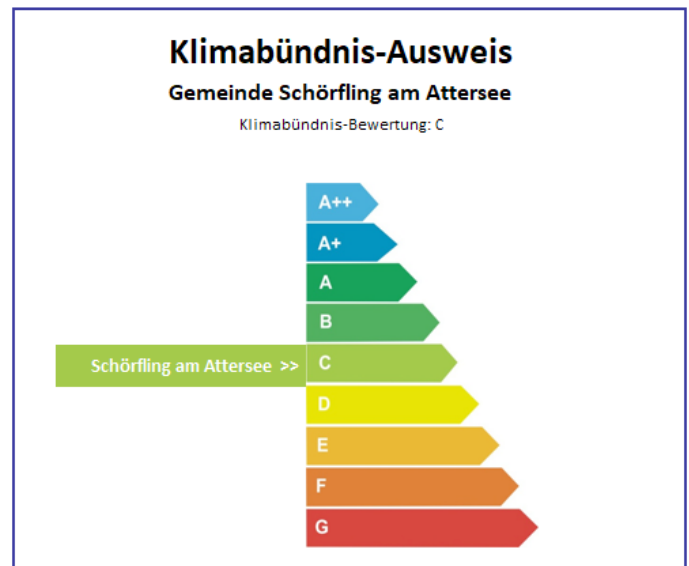 Klimabündnis-Ausweis
Gemeinde Schörfling am Attersee
Klimabündnis-Bewertung: C
A++
A+
A
B
Schörfling am Attersee >> C
D
E
F
G